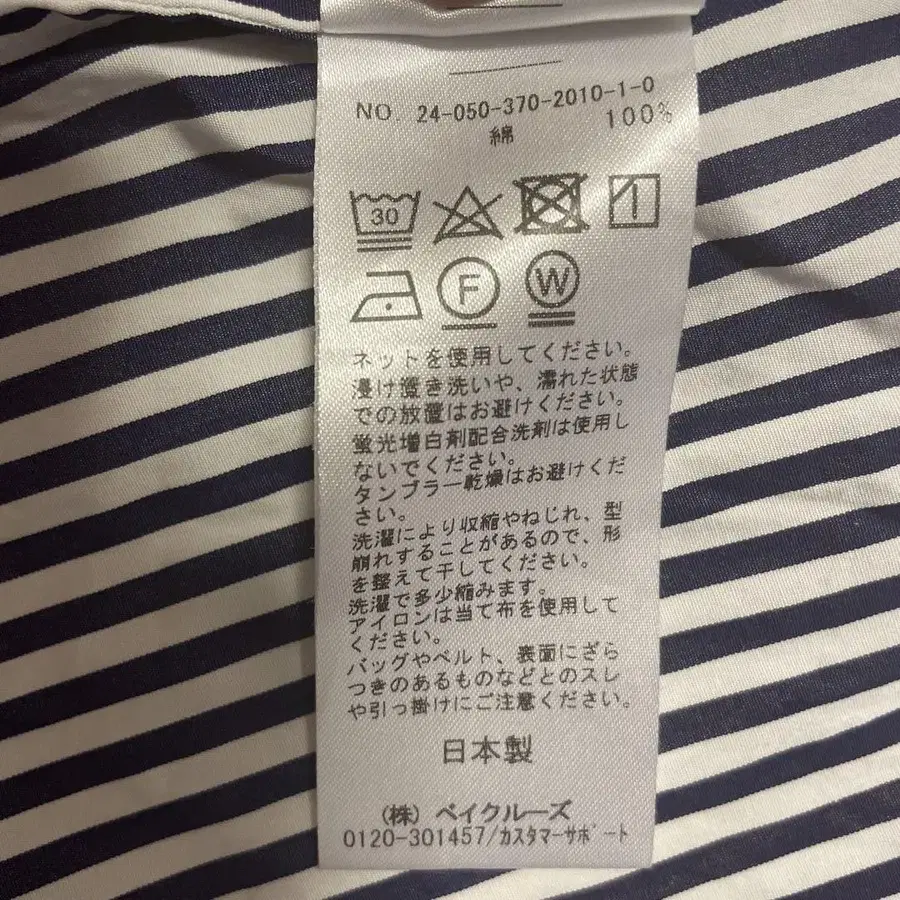 NO. 24-050-370-2010-1-0
綿 100%
30
F W
ネットを使用してください。
浸け置き洗いや、濡れた状態
での放置はお避けください。
蛍光増白剤配合洗剤は使用し
ないでください。
タンブラー乾燥はお避けくだ
さい。
洗濯により収縮やねじれ、型
崩れすることがあるので、形
を整えて干してください。
洗濯で多少縮みます。
アイロンは当て布を使用して
ください。
バッグやベルト、表面にざら
つきのあるものなどとのスレ
や引っ掛けにご注意ください。
日本製
(株) ベイクルーズ
0120-301457/カスタマーサポート